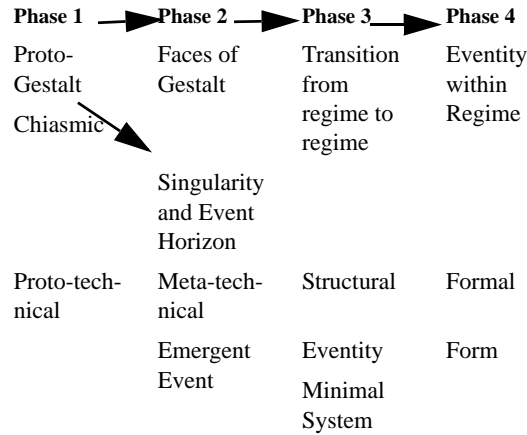 Phase 1 Phase 2 Phase 3 Phase 4
Proto- Faces of Transition Eventity
Gestalt Gestalt from within
Chiasmic regime to Regime
regime
Singularity
and Event
Horizon
Proto-tech- Meta-tech- Structural Formal
nical nical
Emergent Eventity Form
Event
Minimal
System